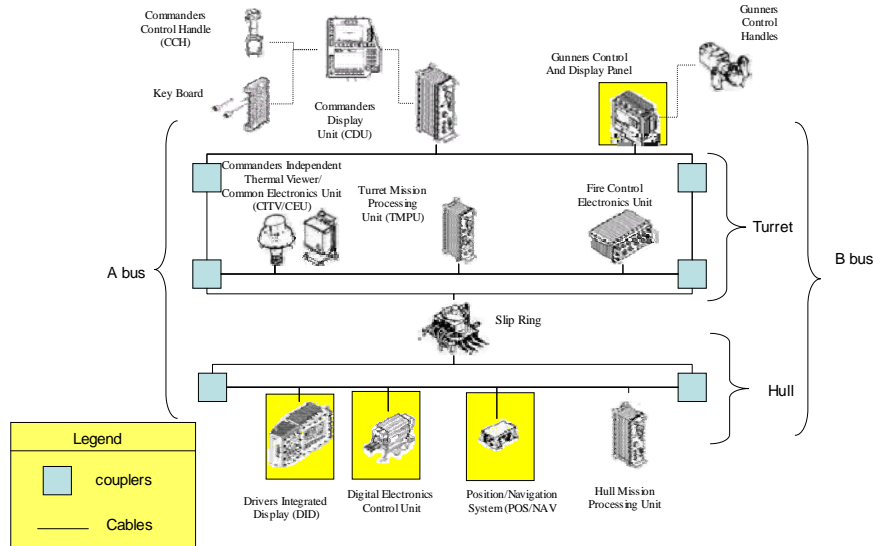 Commanders
Control Handle
(CCH)
Gunners
Control
Handles
Gunners Control
And Display Panel
Key Board
Commanders
Display
Unit (CDU)
Commanders Independent
Thermal Viewer/
Common Electronics Unit
(CITV/CEU)
Turret Mission
Processing
Unit (TMPU)
Fire Control
Electronics Unit
Turret
A bus
B bus
Slip Ring
Hull
Legend
couplers
Cables
Drivers Integrated
Display (DID)
Digital Electronics
Control Unit
Position/Navigation
System (POS/NAV
Hull Mission
Processing Unit